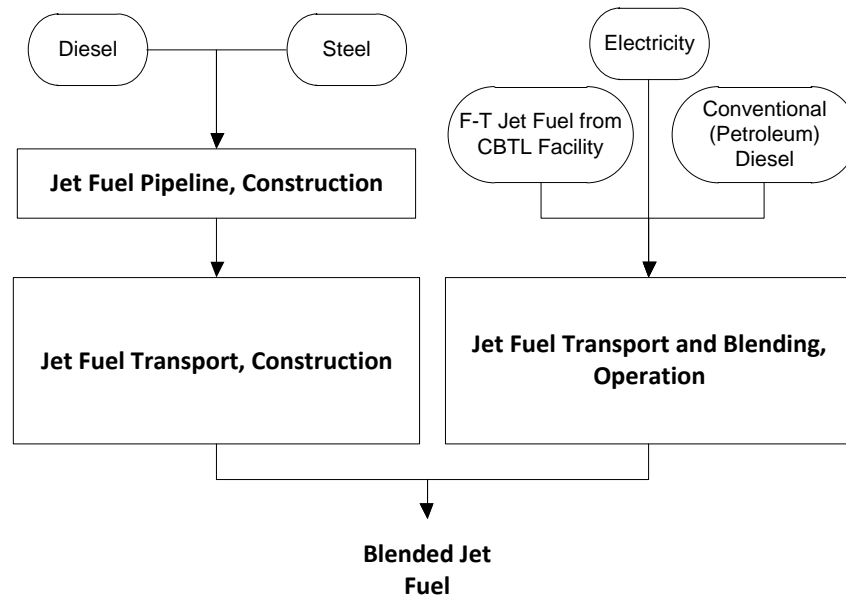 Diesel
Steel
Electricity
F-T Jet Fuel from
CBTL Facility
Conventional
(Petroleum)
Diesel
Jet Fuel Pipeline, Construction
Jet Fuel Transport, Construction
Jet Fuel Transport and Blending,
Operation
Blended Jet
Fuel